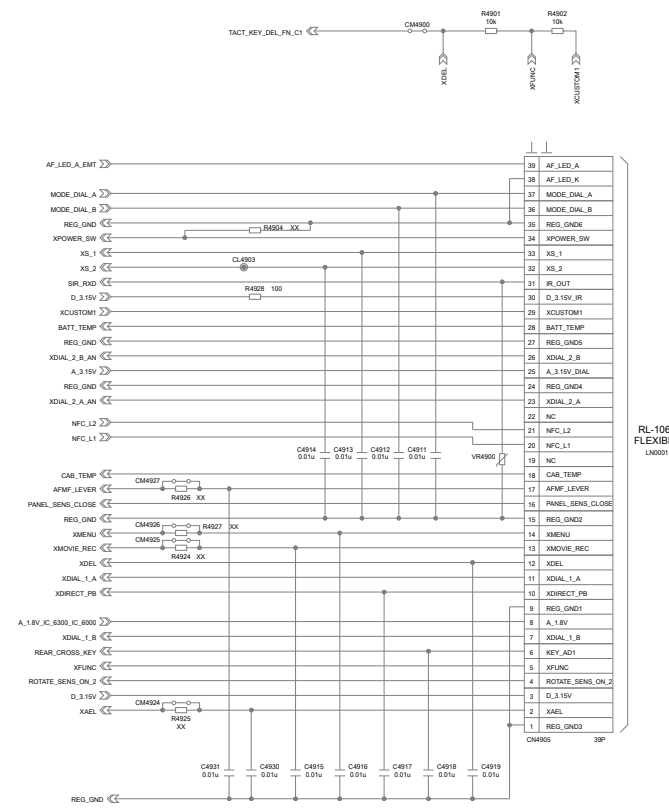 R4901 R4902
10k 10k
CM4900
TACT_KEY_DEL_FN_C1
XDEL
XFUNC
XCUSTOM1
AF_LED_A_EMT 39 AF_LED_A
38 AF_LED_K
MODE_DIAL_A 37 MODE_DIAL_A
MODE_DIAL_B 36 MODE_DIAL_B
REG_GND 35 REG_GND6
R4904 XX
XPOWER_SW 34 XPOWER_SW
XS_1 33 XS_1
CL4903
XS_2 32 XS_2
SIR_RXD 31 IR_OUT
R4928 100
D_3.15V 30 D_3.15V_IR
XCUSTOM1 29 XCUSTOM1
BATT_TEMP 28 BATT_TEMP
REG_GND 27 REG_GND5
XDIAL_2_B_AN 26 XDIAL_2_B
A_3.15V 25 A_3.15V_DIAL
REG_GND 24 REG_GND4
XDIAL_2_A_AN 23 XDIAL_2_A
22 NC
NFC_L2 21 NFC_L2
NFC_L1 20 NFC_L1
19 NC
RL-106
FLEXIBL
LN0001
C4914 C4913 C4912 C4911
0.01u 0.01u 0.01u 0.01u
VR4900
CAB_TEMP 18 CAB_TEMP
CM4927
AFMF_LEVER 17 AFMF_LEVER
R4926 XX
PANEL_SENS_CLOSE 16 PANEL_SENS_CLOSE
REG_GND 15 REG_GND2
CM4926 R4927 XX
XMENU 14 XMENU
CM4925
XMOVIE_REC 13 XMOVIE_REC
R4924 XX
XDEL 12 XDEL
XDIAL_1_A 11 XDIAL_1_A
XDIRECT_PB 10 XDIRECT_PB
9 REG_GND1
A_1.8V_IC_6300_IC_6000 8 A_1.8V
XDIAL_1_B 7 XDIAL_1_B
REAR_CROSS_KEY 6 KEY_AD1
XFUNC 5 XFUNC
ROTATE_SENS_ON_2 4 ROTATE_SENS_ON_2
D_3.15V 3 D_3.15V
CM4924
XAEL 2 XAEL
R4925
XX
1 REG_GND3
CN4905 39P
C4931 C4930 C4915 C4916 C4917 C4918 C4919
0.01u 0.01u 0.01u 0.01u 0.01u 0.01u 0.01u
REG_GND